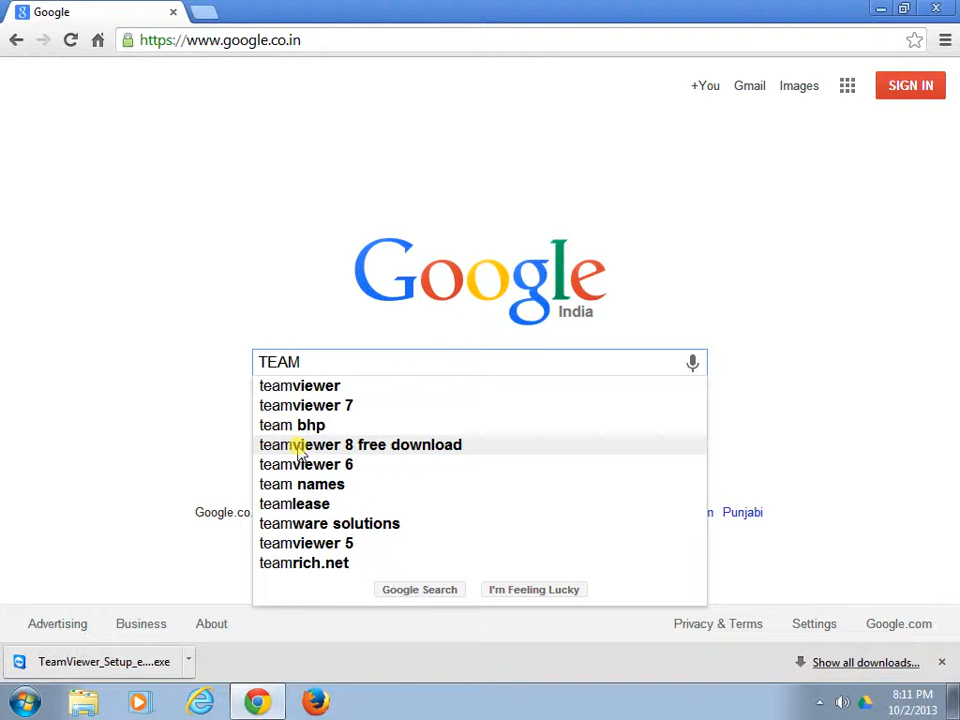 Google
https://www.google.co.in
+You Gmail Images SIGN IN
Google
India
TEAM
teamviewer
teamviewer 7
team bhp
teamviewer 8 free download
teamviewer 6
team names
teamlease
teamware solutions
teamviewer 5
teamrich.net
Google.co. Punjabi
Google Search I'm Feeling Lucky
Advertising Business About Privacy & Terms Settings Google.com
TeamViewer_Setup_e....exe Show all downloads...
8:11 PM
10/2/2013